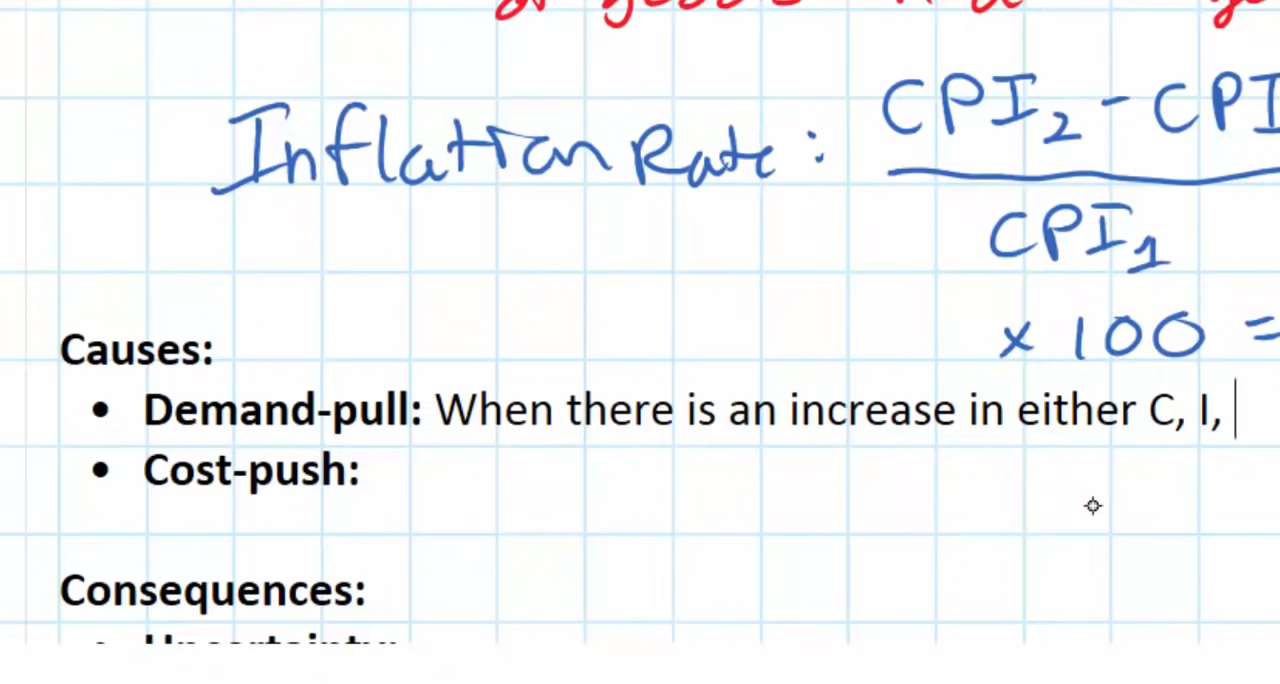 Inflation Rate: CPI₂ - CPI
CPI₁
x 100 =
Causes:
• Demand-pull: When there is an increase in either C, I,
• Cost-push:
Consequences:
• Uncertainty: